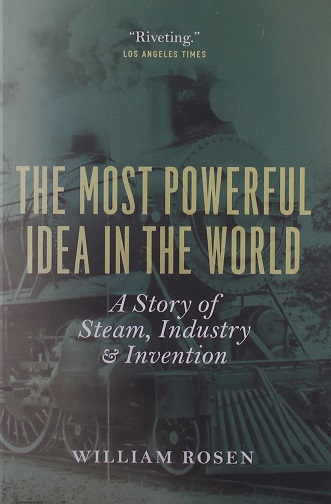 “Riveting.”
LOS ANGELES TIMES
THE MOST POWERFUL
IDEA IN THE WORLD
A Story of
Steam, Industry
& Invention
WILLIAM ROSEN